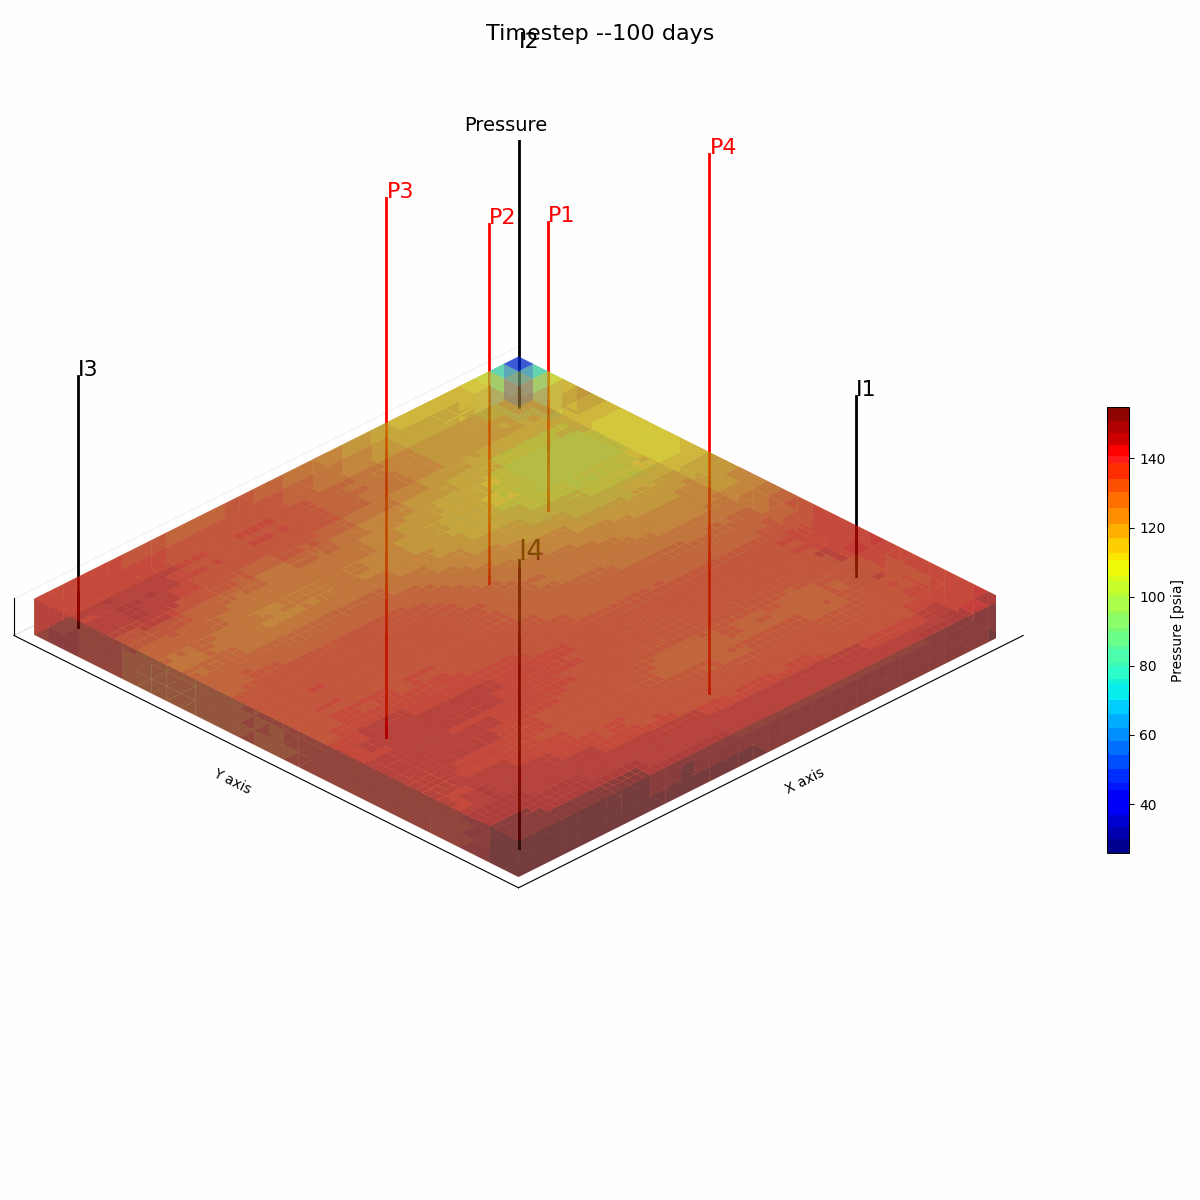 Timestep --100 days
I2
Pressure
P4
P3
P2
P1
I3
I1
I4
140
120
100
80
60
40
Pressure [psia]
Y axis
X axis